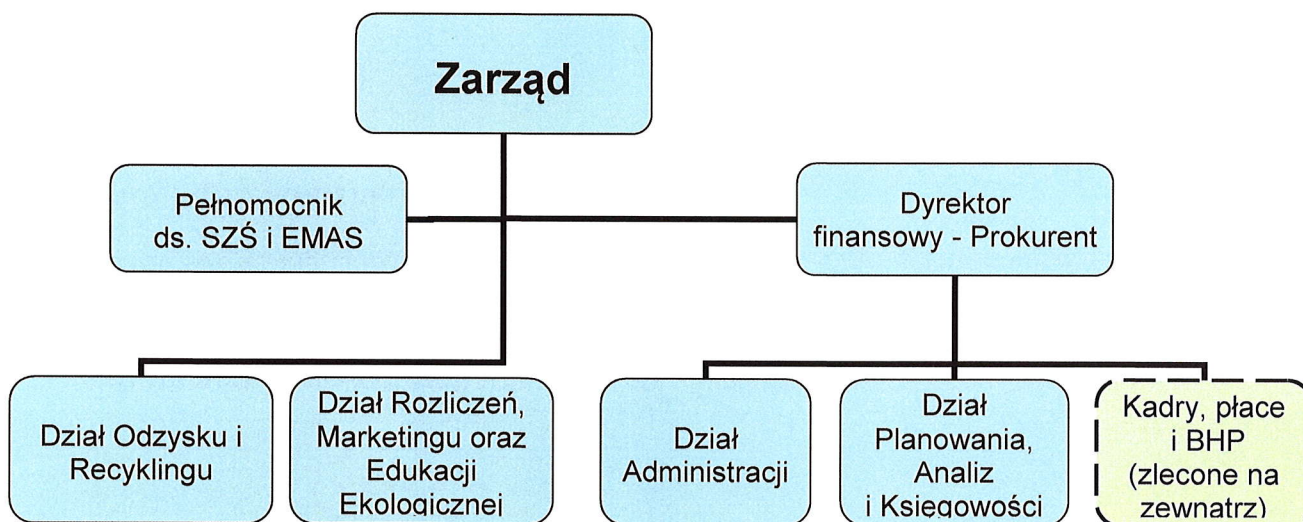 Zarząd
Pełnomocnik
ds. SZŚ i EMAS
Dyrektor
finansowy - Prokurent
Dział Odzysku i
Recyklingu
Dział Rozliczeń,
Marketingu oraz
Edukacji
Ekologicznej
Dział
Administracji
Dział
Planowania,
Analiz
i Księgowości
Kadry, płace
i BHP
(zlecone na
zewnatrz)